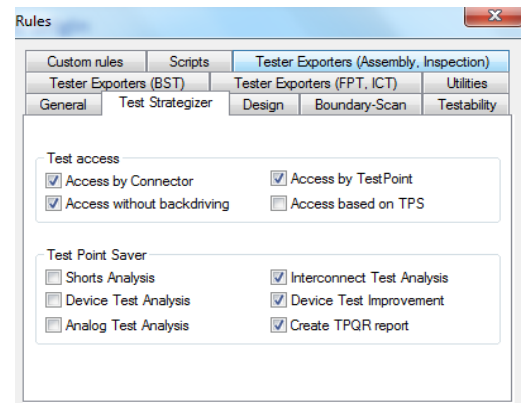 Rules
Custom rules Scripts Tester Exporters (Assembly, Inspection)
Tester Exporters (BST) Tester Exporters (FPT, ICT) Utilities
General Test Strategizer Design Boundary-Scan Testability
Test access
Access by Connector Access by TestPoint
Access without backdriving Access based on TPS
Test Point Saver
Shorts Analysis Interconnect Test Analysis
Device Test Analysis Device Test Improvement
Analog Test Analysis Create TPQR report